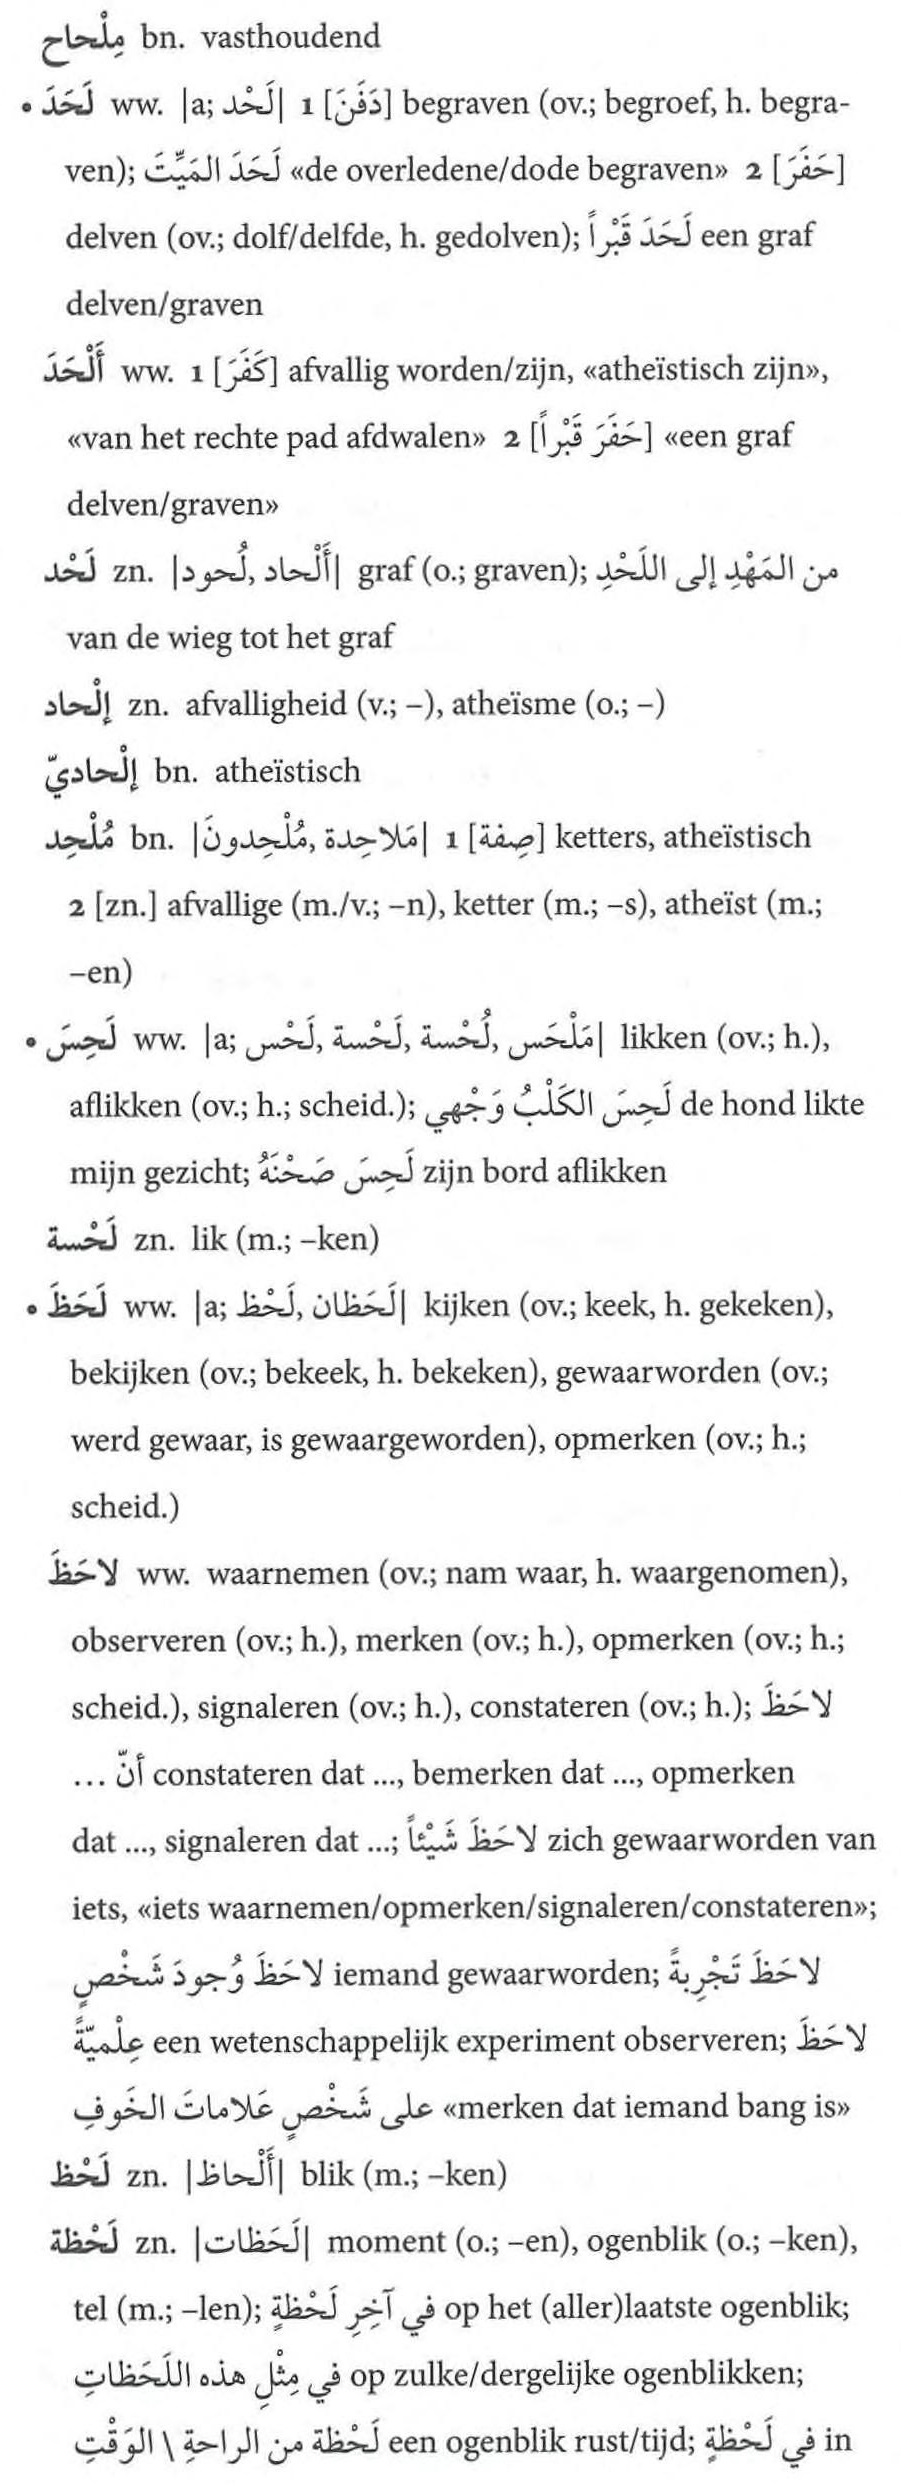 مِلْحاح bn. vasthoudend
• لَحَدَ ww. |a; لَحْد| 1 [دَفَنَ] begraven (ov.; begroef, h. begra-
ven); لَحَدَ المَيِّتَ «de overledene/dode begraven» 2 [حَفَرَ]
delven (ov.; dolf/delfde, h. gedolven); لَحَدَ قَبْراً een graf
delven/graven
أَلْحَدَ ww. 1 [كَفَرَ] afvallig worden/zijn, «atheïstisch zijn»,
«van het rechte pad afdwalen» 2 [حَفَرَ قَبْراً] «een graf
delven/graven»
لَحْد zn. |لُحود, أَلْحاد| graf (o.; graven); من المَهْدِ إلى اللَحْدِ
van de wieg tot het graf
إلْحاد zn. afvalligheid (v.; –), atheïsme (o.; –)
إلْحاديّ bn. atheïstisch
مُلْحِد bn. |مُلْحِدونَ, مَلاحِدة| 1 [صِفة] ketters, atheïstisch
2 [zn.] afvallige (m./v.; –n), ketter (m.; –s), atheïst (m.;
–en)
• لَحِسَ ww. |a; لَحْس, لَحْسة, لُحْسة, مَلْحَس| likken (ov.; h.),
aflikken (ov.; h.; scheid.); لَحِسَ الكَلْبُ وَجْهي de hond likte
mijn gezicht; لَحِسَ صَحْنَهُ zijn bord aflikken
لَحْسة zn. lik (m.; –ken)
• لَحَظَ ww. |a; لَحْظ, لَحَظان| kijken (ov.; keek, h. gekeken),
bekijken (ov.; bekeek, h. bekeken), gewaarworden (ov.;
werd gewaar, is gewaargeworden), opmerken (ov.; h.;
scheid.)
لاحَظَ ww. waarnemen (ov.; nam waar, h. waargenomen),
observeren (ov.; h.), merken (ov.; h.), opmerken (ov.; h.;
scheid.), signaleren (ov.; h.), constateren (ov.; h.); لاحَظَ
أنّ ... constateren dat ..., bemerken dat ..., opmerken
dat ..., signaleren dat ...; لاحَظَ شَيْئاً zich gewaarworden van
iets, «iets waarnemen/opmerken/signaleren/constateren»;
لاحَظَ وُجودَ شَخْصٍ iemand gewaarworden; لاحَظَ تَجْرِبةً
عِلْميّةً een wetenschappelijk experiment observeren; لاحَظَ
على شَخْصٍ عَلاماتَ الخَوفِ «merken dat iemand bang is»
لَحْظ zn. |أَلْحاظ| blik (m.; –ken)
لَحْظة zn. |لَحَظات| moment (o.; –en), ogenblik (o.; –ken),
tel (m.; –len); في آخِرِ لَحْظةٍ op het (aller)laatste ogenblik;
في مِثْلِ هذه اللَحَظاتِ op zulke/dergelijke ogenblikken;
لَحْظة من الراحةِ \ الوَقْتِ een ogenblik rust/tijd; في لَحْظةٍ in